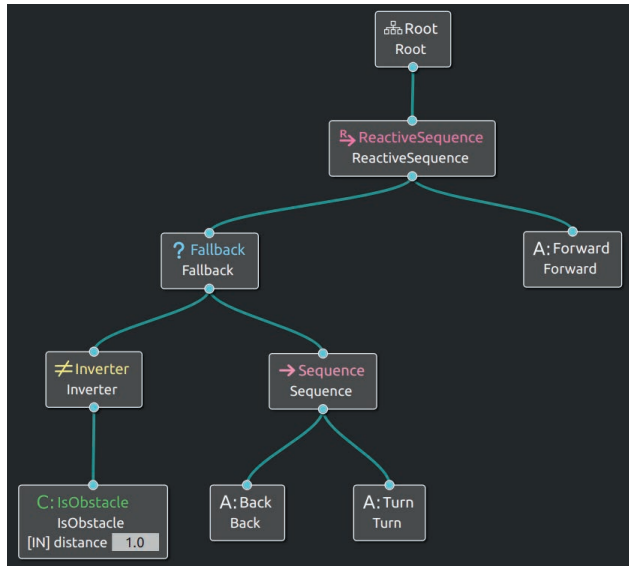 Root
Root
R ReactiveSequence
ReactiveSequence
? Fallback
Fallback
A: Forward
Forward
Inverter
Inverter
Sequence
Sequence
C: IsObstacle
IsObstacle
[IN] distance 1.0
A: Back
Back
A: Turn
Turn